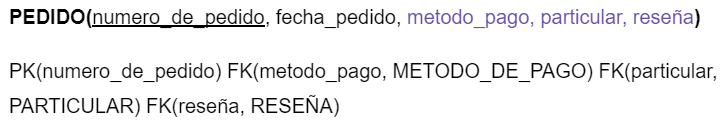 PEDIDO(numero_de_pedido, fecha_pedido, metodo_pago, particular, reseña)
PK(numero_de_pedido) FK(metodo_pago, METODO_DE_PAGO) FK(particular,
PARTICULAR) FK(reseña, RESEÑA)